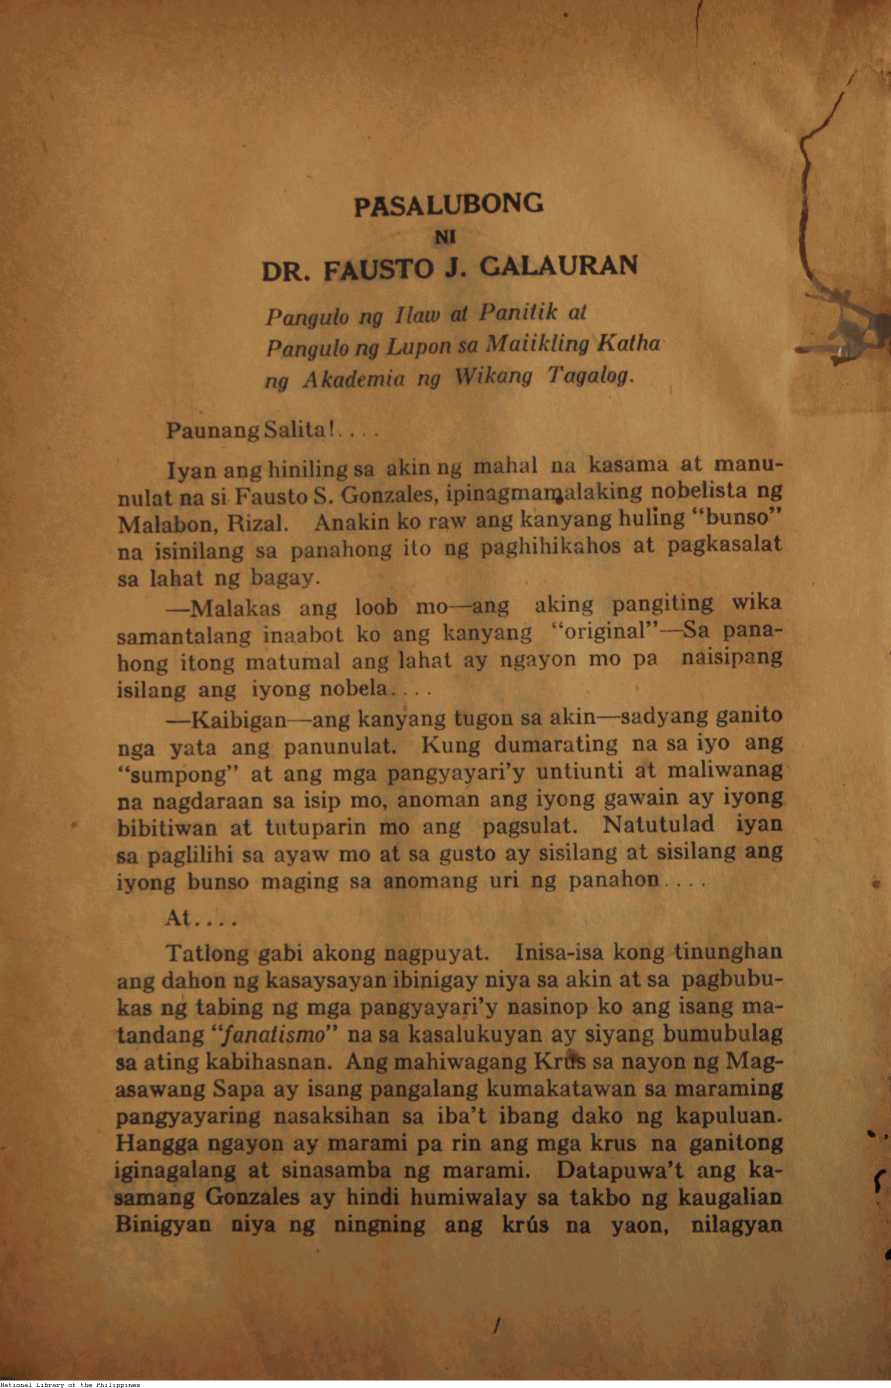 PASALUBONG
NI
DR. FAUSTO J. GALAURAN
Pangulo ng Ilaw at Panitik at
Pangulo ng Lupon sa Maiikling Katha
ng Akademia ng Wikang Tagalog.
Paunang Salita!....
Iyan ang hiniling sa akin ng mahal na kasama at manu-
nulat na si Fausto S. Gonzales, ipinagmamalaking nobelista ng
Malabon, Rizal. Anakin ko raw ang kanyang huling “bunso”
na isinilang sa panahong ito ng paghihikahos at pagkasalat
sa lahat ng bagay.
—Malakas ang loob mo—ang aking pangiting wika
samantalang inaabot ko ang kanyang “original”—Sa pana-
hong itong matumal ang lahat ay ngayon mo pa naisipang
isilang ang iyong nobela....
—Kaibigan—ang kanyang tugon sa akin—sadyang ganito
nga yata ang panunulat. Kung dumarating na sa iyo ang
“sumpong” at ang mga pangyayari’y untiunti at maliwanag
na nagdaraan sa isip mo, anoman ang iyong gawain ay iyong
bibitiwan at tutuparin mo ang pagsulat. Natutulad iyan
sa paglilihi sa ayaw mo at sa gusto ay sisilang at sisilang ang
iyong bunso maging sa anomang uri ng panahon....
At....
Tatlong gabi akong nagpuyat. Inisa-isa kong tinunghan
ang dahon ng kasaysayan ibinigay niya sa akin at sa pagbubu-
kas ng tabing ng mga pangyayari’y nasinop ko ang isang ma-
tandang “fanatismo” na sa kasalukuyan ay siyang bumubulag
sa ating kabihasnan. Ang mahiwagang Krús sa nayon ng Mag-
asawang Sapa ay isang pangalang kumakatawan sa maraming
pangyayaring nasaksihan sa iba’t ibang dako ng kapuluan.
Hangga ngayon ay marami pa rin ang mga krus na ganitong
iginagalang at sinasamba ng marami. Datapuwa’t ang ka-
samang Gonzales ay hindi humiwalay sa takbo ng kaugalian
Binigyan niya ng ningning ang krús na yaon, nilagyan
1
National Library of the Philippines